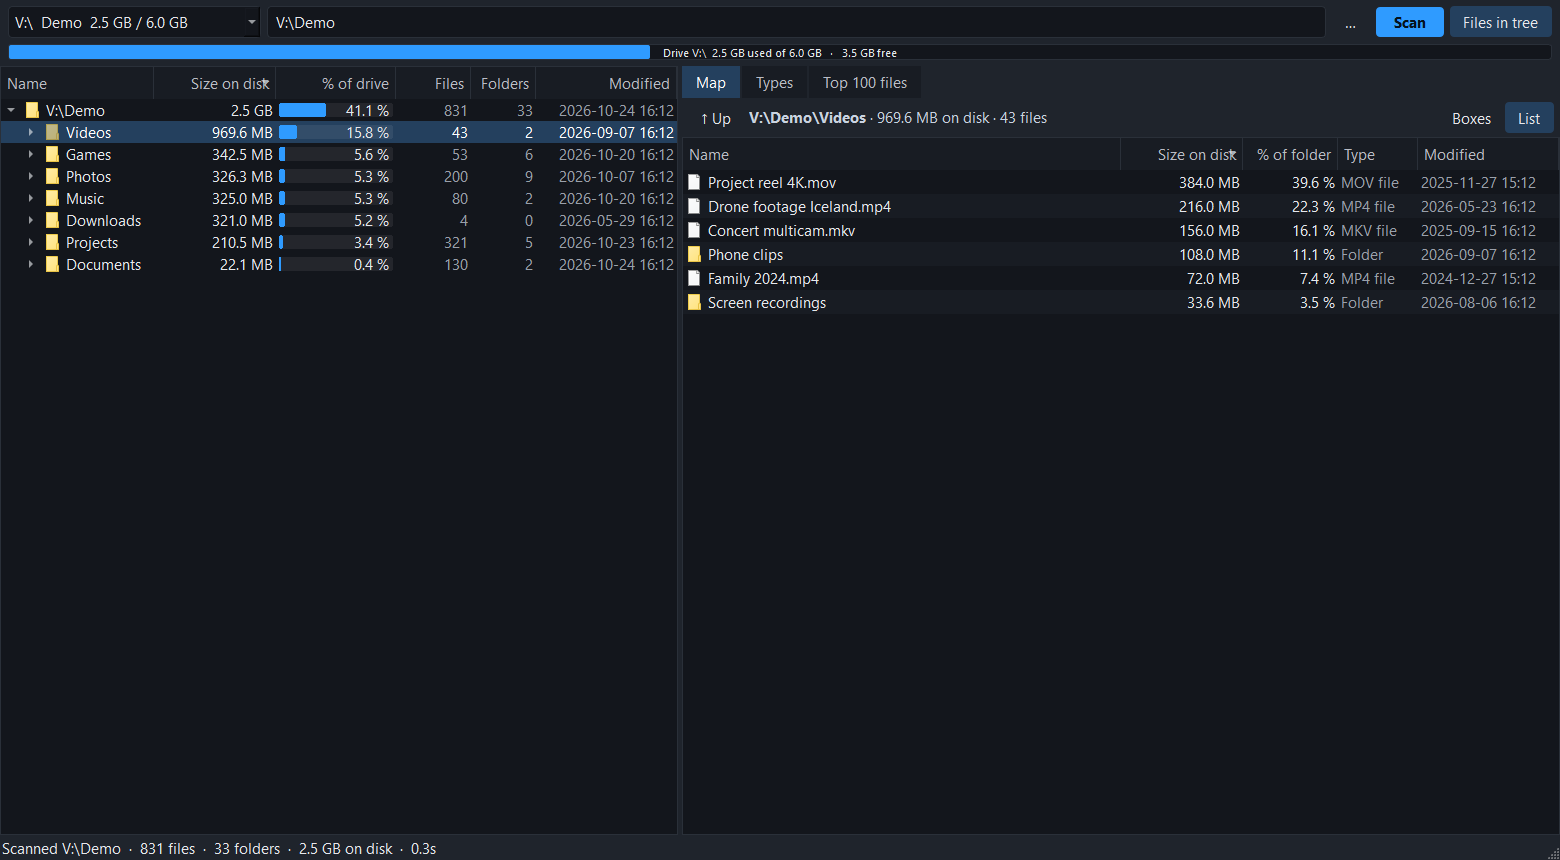 V:\ Demo 2.5 GB / 6.0 GB V:\Demo ... Scan Files in tree
Drive V:\ 2.5 GB used of 6.0 GB · 3.5 GB free
Name Size on disk % of drive Files Folders Modified
V:\Demo 2.5 GB 41.1 % 831 33 2026-10-24 16:12
Videos 969.6 MB 15.8 % 43 2 2026-09-07 16:12
Games 342.5 MB 5.6 % 53 6 2026-10-20 16:12
Photos 326.3 MB 5.3 % 200 9 2026-10-07 16:12
Music 325.0 MB 5.3 % 80 2 2026-10-20 16:12
Downloads 321.0 MB 5.2 % 4 0 2026-05-29 16:12
Projects 210.5 MB 3.4 % 321 5 2026-10-23 16:12
Documents 22.1 MB 0.4 % 130 2 2026-10-24 16:12
Map Types Top 100 files
↑ Up V:\Demo\Videos · 969.6 MB on disk · 43 files Boxes List
Name Size on disk % of folder Type Modified
Project reel 4K.mov 384.0 MB 39.6 % MOV file 2025-11-27 15:12
Drone footage Iceland.mp4 216.0 MB 22.3 % MP4 file 2026-05-23 16:12
Concert multicam.mkv 156.0 MB 16.1 % MKV file 2025-09-15 16:12
Phone clips 108.0 MB 11.1 % Folder 2026-09-07 16:12
Family 2024.mp4 72.0 MB 7.4 % MP4 file 2024-12-27 15:12
Screen recordings 33.6 MB 3.5 % Folder 2026-08-06 16:12
Scanned V:\Demo · 831 files · 33 folders · 2.5 GB on disk · 0.3s